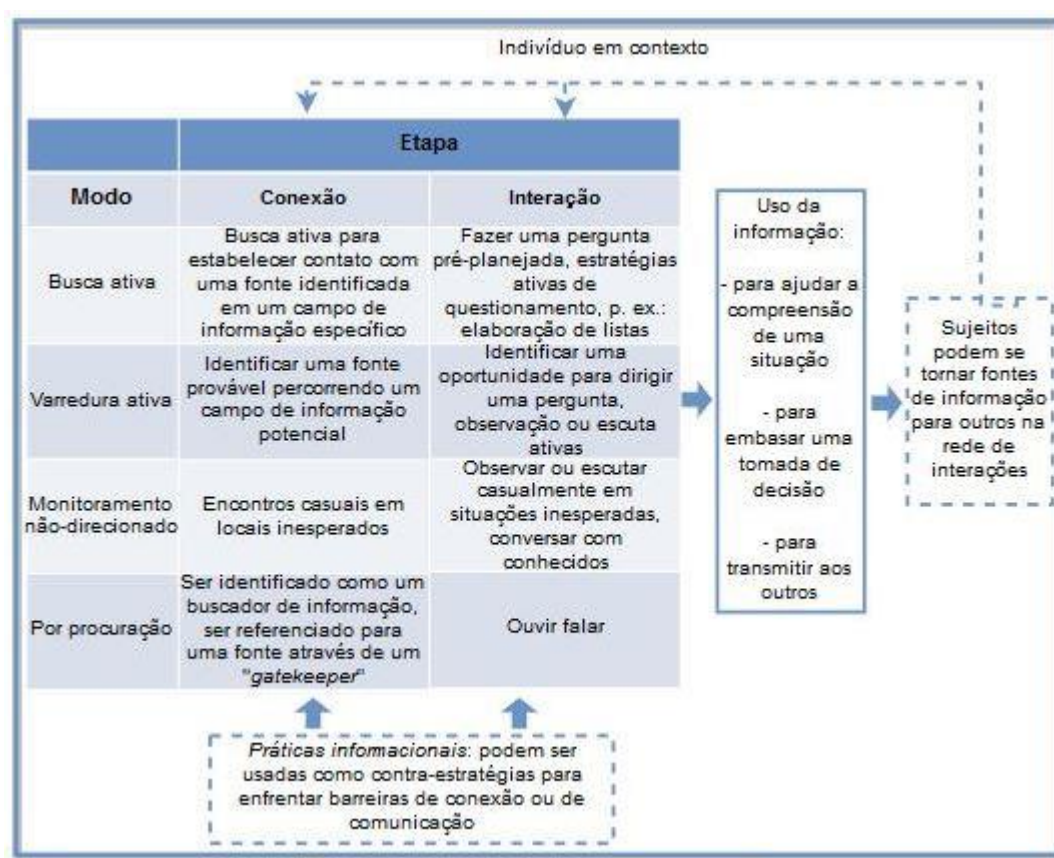 Indivíduo em contexto
Etapa
Modo
Conexão
Interação
Busca ativa
Busca ativa para
estabelecer contato com
uma fonte identificada
em um campo de
informação específico
Fazer uma pergunta
pré-planejada, estratégias
ativas de
questionamento, p. ex.:
elaboração de listas
Varredura ativa
Identificar uma fonte
provável percorrendo um
campo de informação
potencial
Identificar uma
oportunidade para dirigir
uma pergunta,
observação ou escuta
ativas
Monitoramento
não-direcionado
Encontros casuais em
locais inesperados
Observar ou escutar
casualmente em
situações inesperadas,
conversar com
conhecidos
Por procuração
Ser identificado como um
buscador de informação,
ser referenciado para
uma fonte através de um
"gatekeeper"
Ouvir falar
Uso da
informação:
- para ajudar a
compreensão
de uma
situação
- para
embasar uma
tomada de
decisão
- para
transmitir aos
outros
Sujeitos
podem se
tornar fontes
de informação
para outros na
rede de
interações
Práticas informacionais: podem ser
usadas como contra-estratégias para
enfrentar barreiras de conexão ou de
comunicação